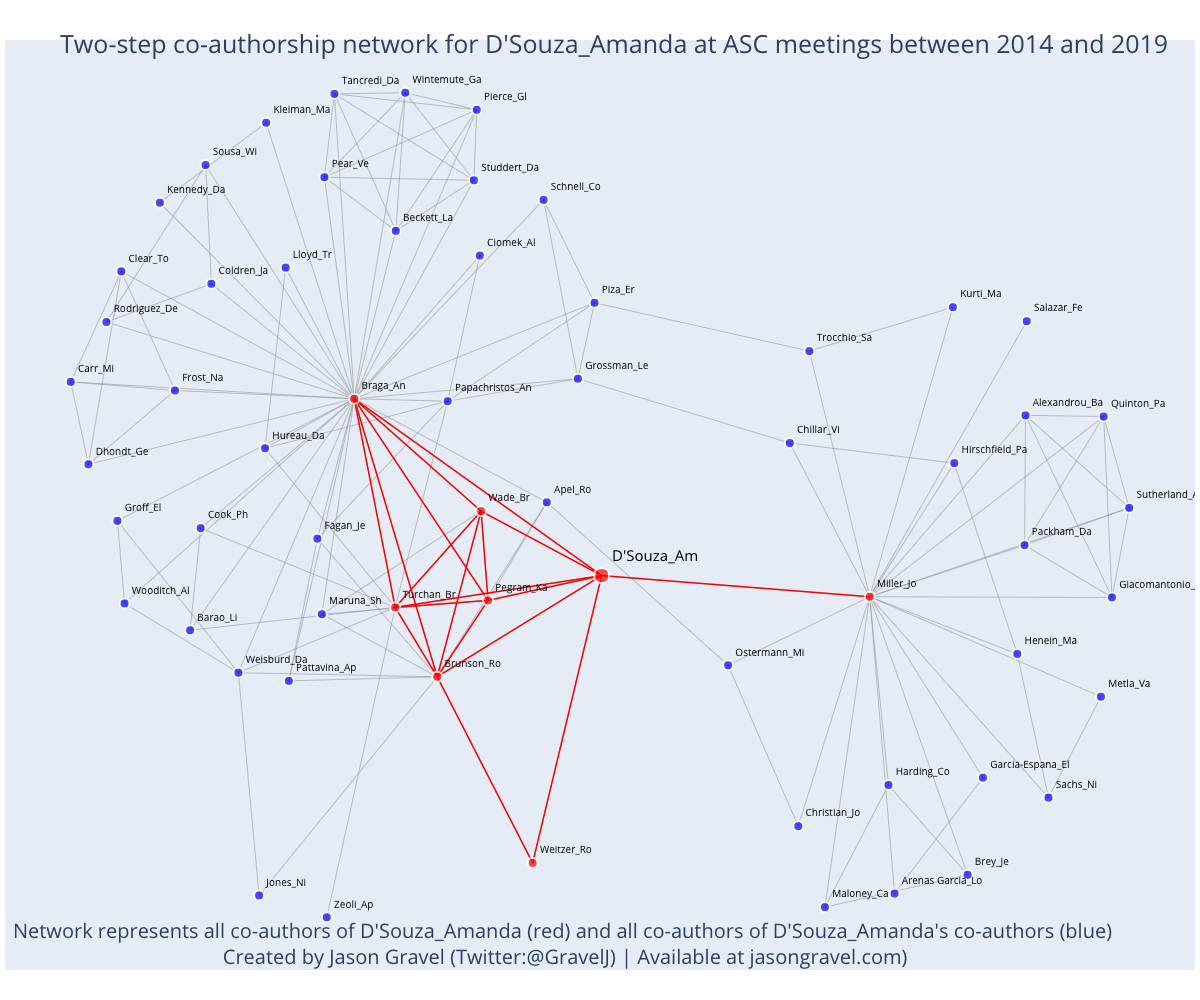 Two-step co-authorship network for D'Souza_Amanda at ASC meetings between 2014 and 2019
Tancredi_Da
Wintemute_Ga
Pierce_Gl
Kleiman_Ma
Sousa_Wi
Pear_Ve
Studdert_Da
Kennedy_Da
Schnell_Co
Beckett_La
Ciomek_Al
Clear_To
Lloyd_Tr
Coldren_Ja
Piza_Er
Kurti_Ma
Salazar_Fe
Rodriguez_De
Trocchio_Sa
Carr_Mi
Frost_Na
Braga_An
Papachristos_An
Grossman_Le
Alexandrou_Ba
Quinton_Pa
Chillar_Vi
Hureau_Da
Dhondt_Ge
Hirschfield_Pa
Apel_Ro
Wade_Br
Sutherland_A
Groff_El
Cook_Ph
Fagan_Je
Packham_Da
D'Souza_Am
Miller_Jo
Giacomantonio_
Wooditch_Al
Turchan_Br
Pegram_Ka
Maruna_Sh
Barao_Li
Henein_Ma
Ostermann_Mi
Weisburd_Da
Pattavina_Ap
Brunson_Ro
Metla_Va
Harding_Co
Garcia-Espana_El
Sachs_Ni
Christian_Jo
Weitzer_Ro
Brey_Je
Jones_Ni
Arenas Garcia_Lo
Maloney_Ca
Zeoli_Ap
Network represents all co-authors of D'Souza_Amanda (red) and all co-authors of D'Souza_Amanda's co-authors (blue)
Created by Jason Gravel (Twitter:@GravelJ) | Available at jasongravel.com)